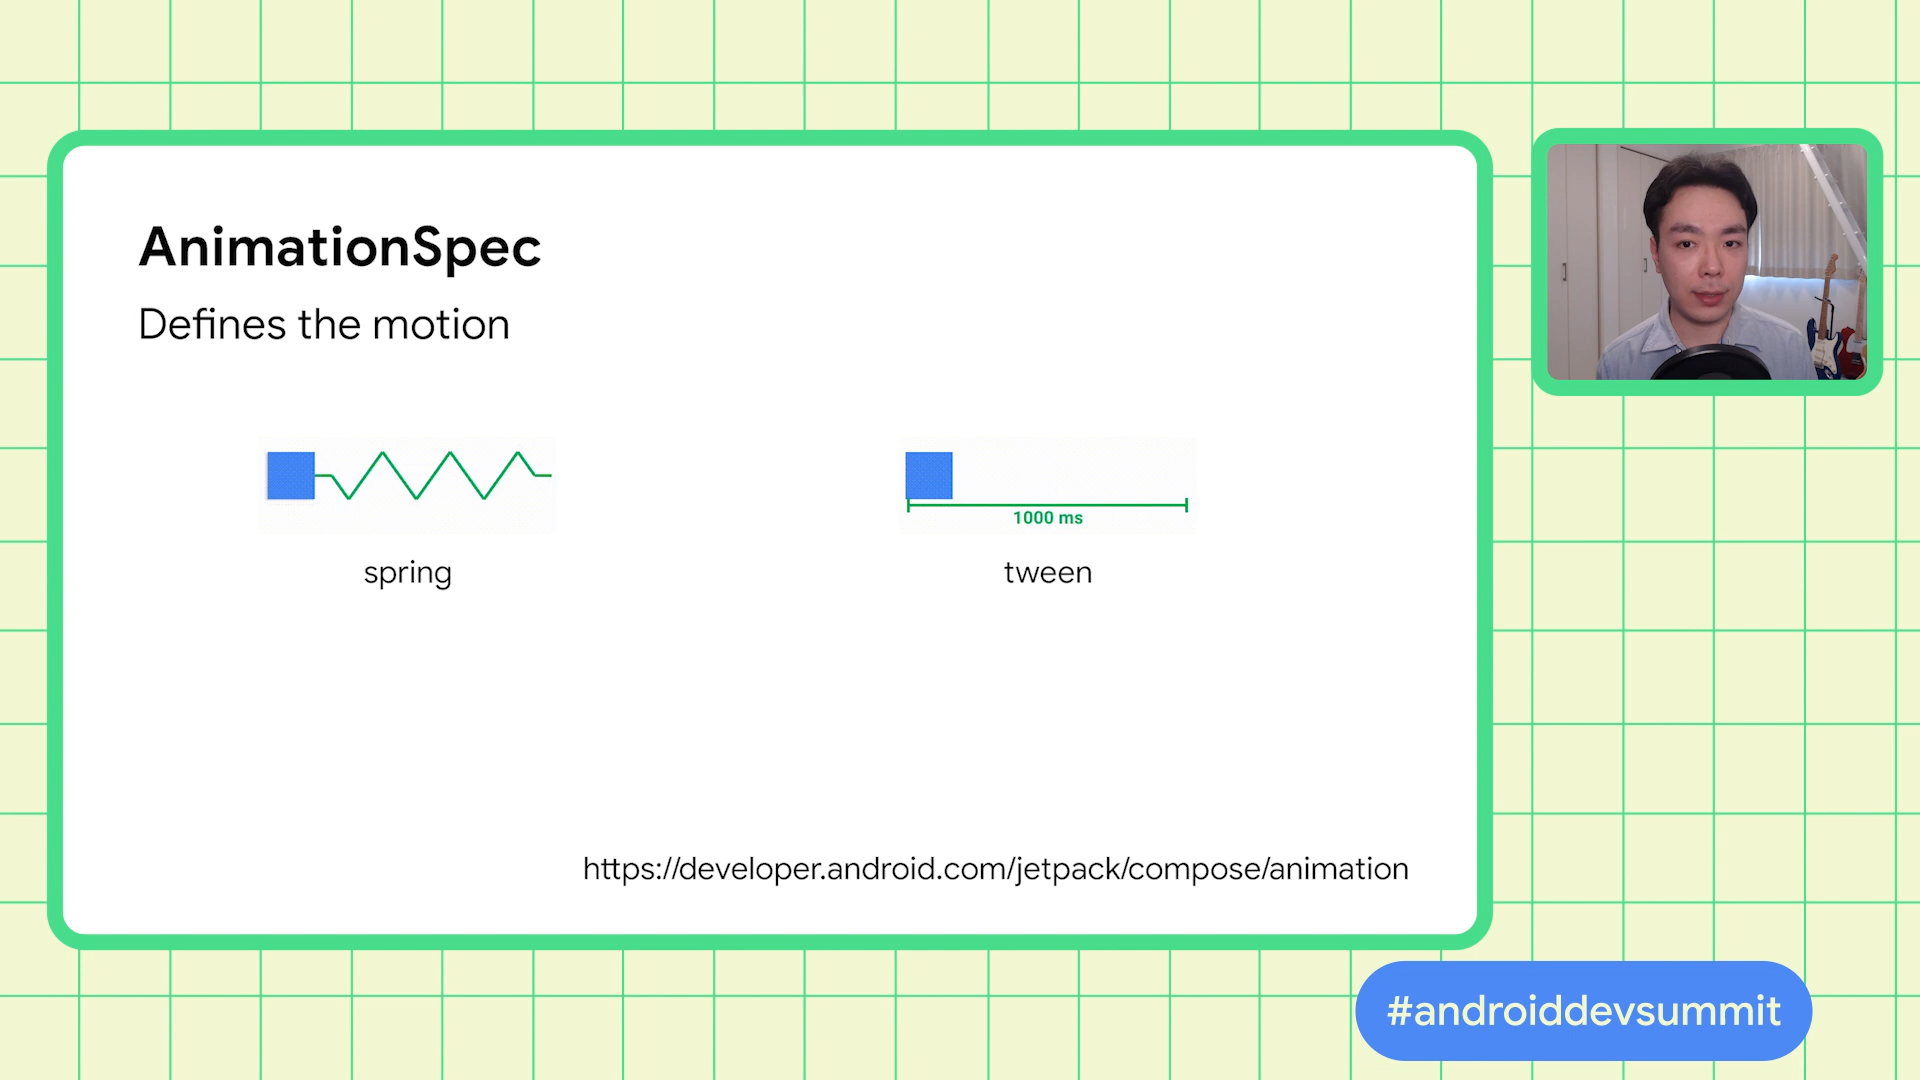 AnimationSpec
Defines the motion
1000 ms
spring
tween
https://developer.android.com/jetpack/compose/animation
#androiddevsummit